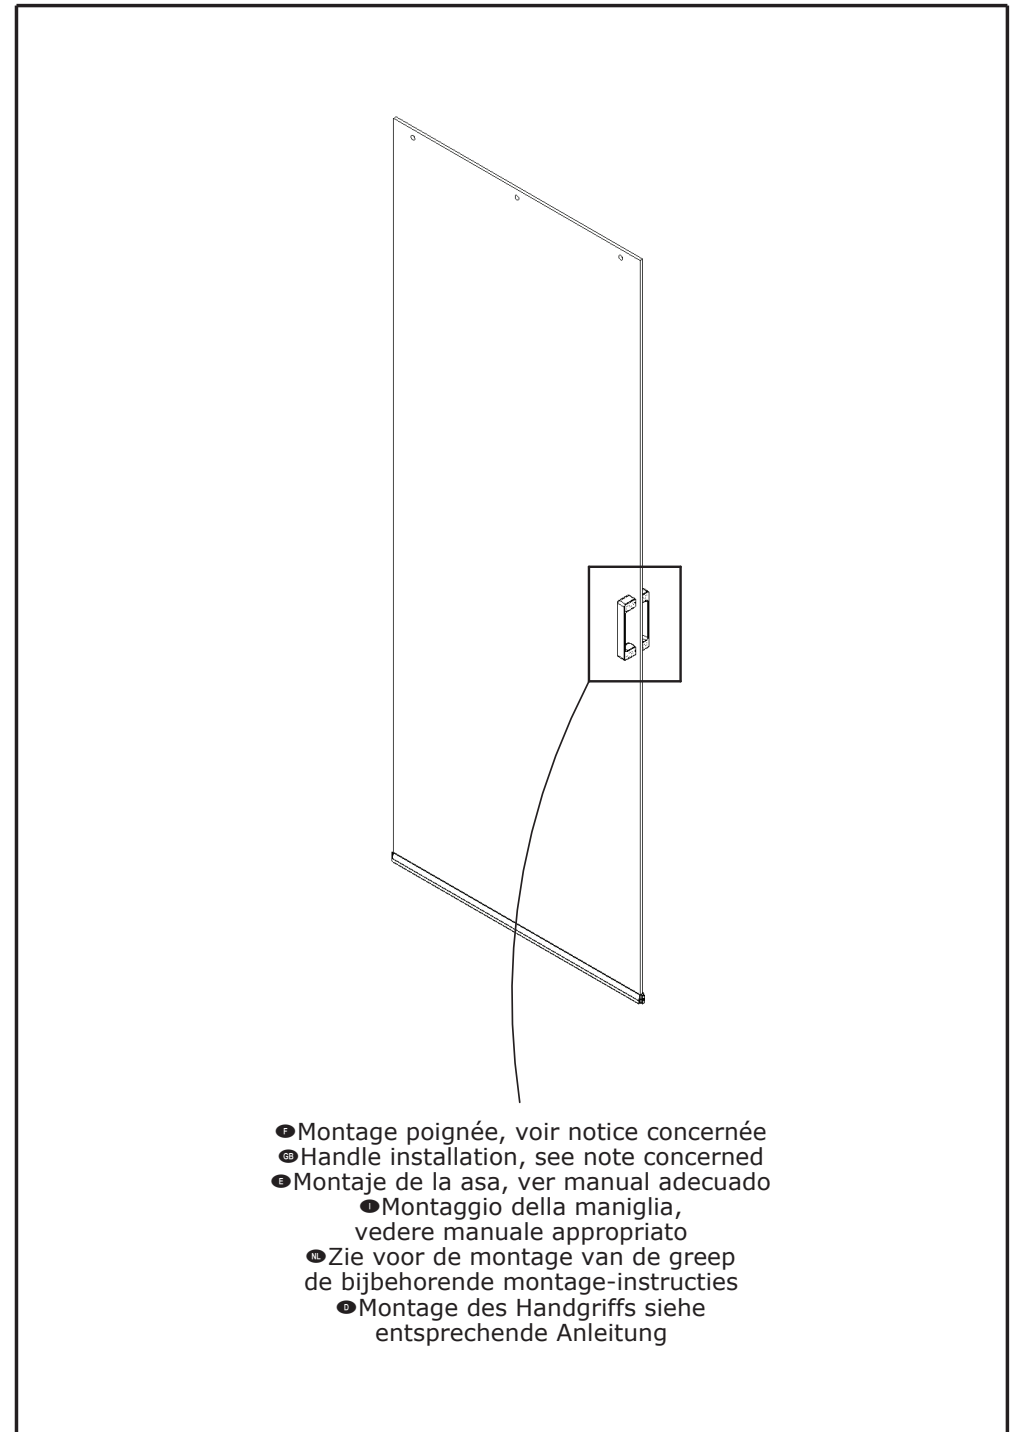 F Montage poignée, voir notice concernée
GB Handle installation, see note concerned
E Montaje de la asa, ver manual adecuado
I Montaggio della maniglia,
vedere manuale appropriato
NL Zie voor de montage van de greep
de bijbehorende montage-instructies
D Montage des Handgriffs siehe
entsprechende Anleitung